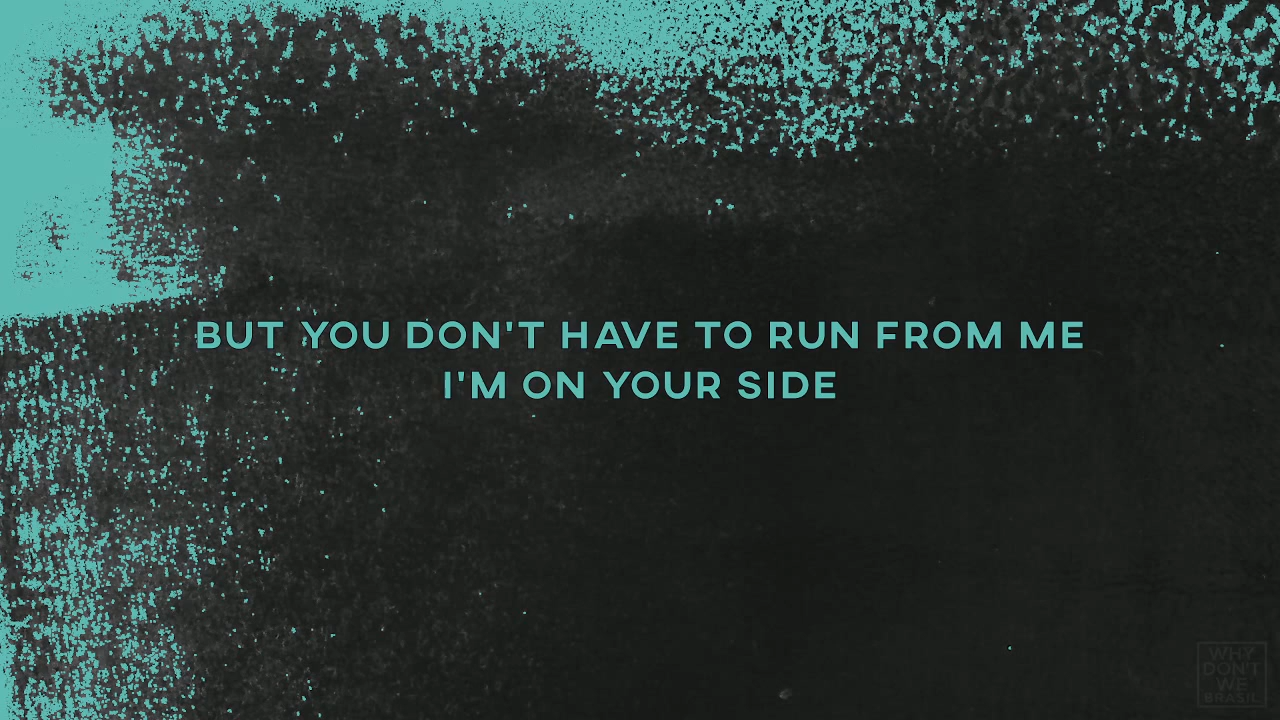 BUT YOU DON'T HAVE TO RUN FROM ME
I'M ON YOUR SIDE
WHY
DON'T
WE
BRASIL